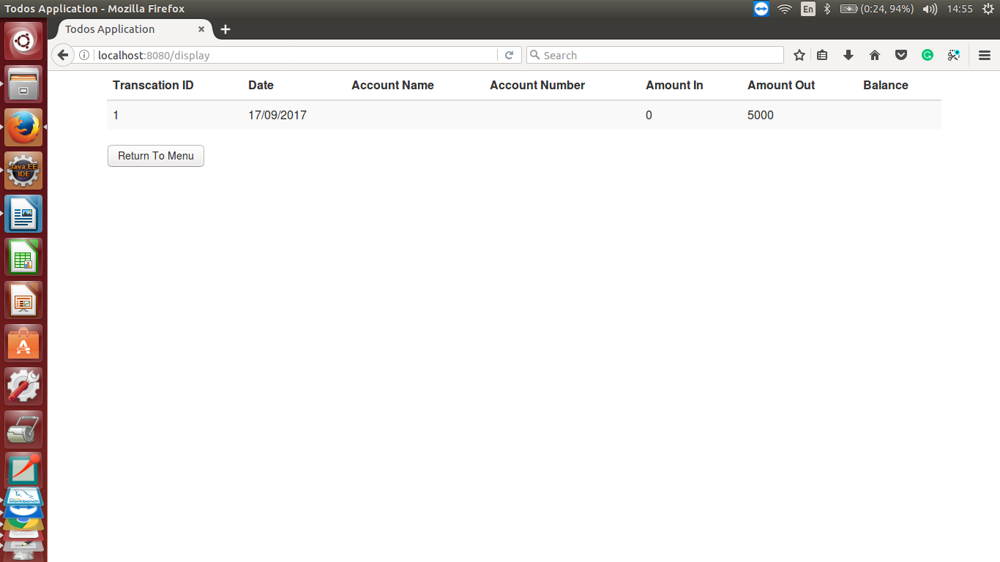 Todos Application - Mozilla Firefox
En
(0:24, 94%)
14:55
Todos Application
localhost:8080/display
Search
Transcation ID Date Account Name Account Number Amount In Amount Out Balance
1 17/09/2017 0 5000
Return To Menu
Java EE
IDE
Workbench